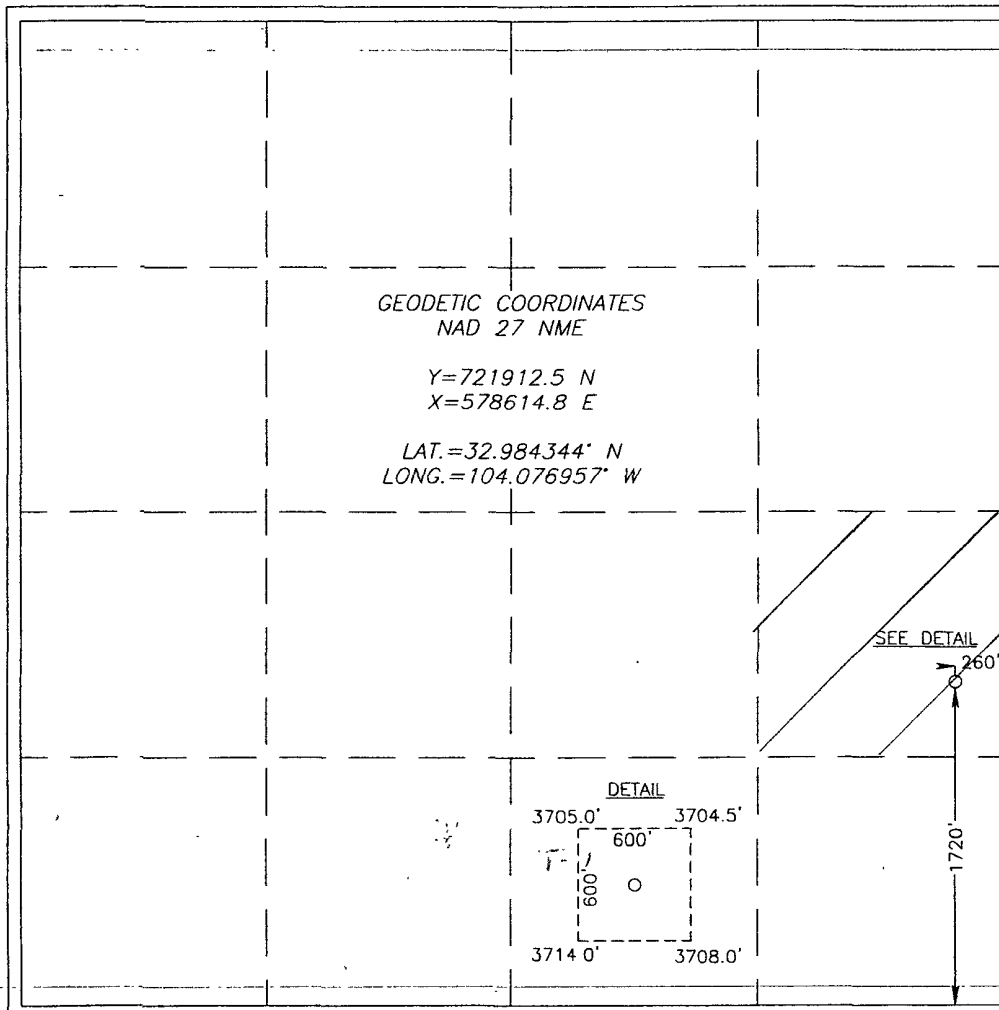 GEODETIC COORDINATES
NAD 27 NME
Y=721912.5 N
X=578614.8 E
LAT.=32.984344° N
LONG.=104.076957° W
SEE DETAIL
260'
DETAIL
3705.0' 3704.5'
600'
600'
3714 0' 3708.0'
1720'